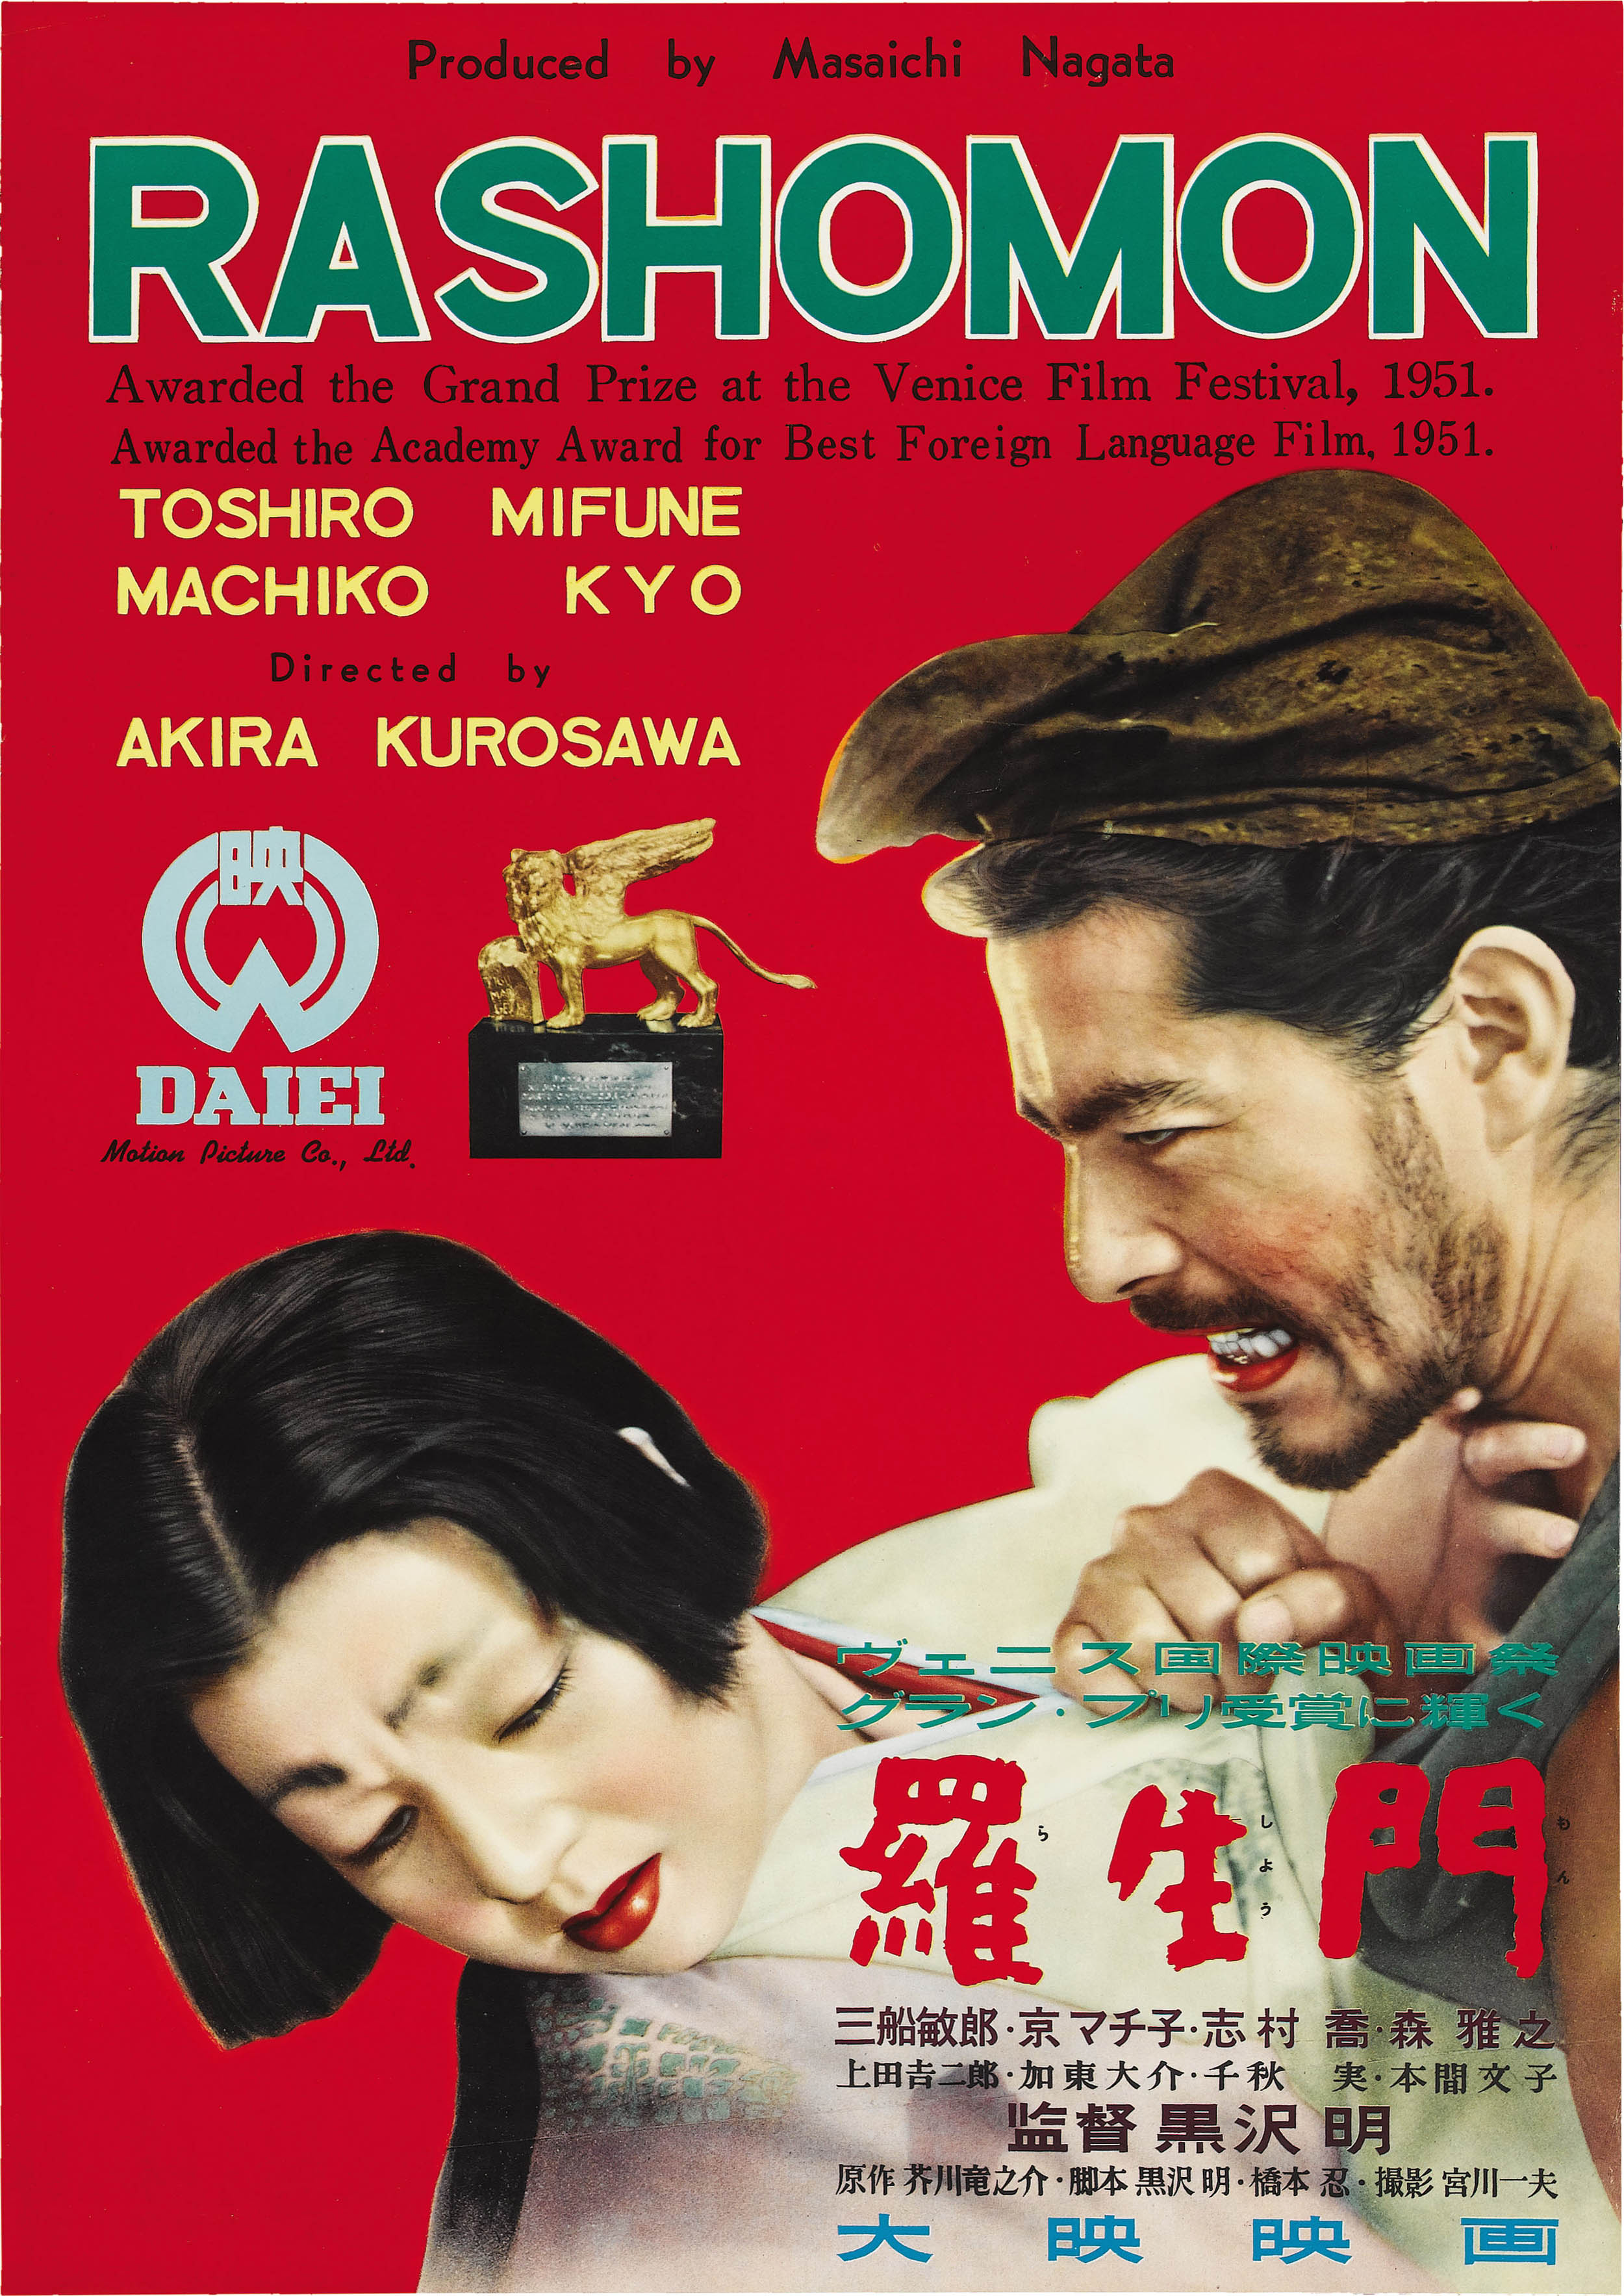 Produced by Masaichi Nagata
RASHOMON
Awarded the Grand Prize at the Venice Film Festival, 1951.
Awarded the Academy Award for Best Foreign Language Film, 1951.
TOSHIRO MIFUNE
MACHIKO KYO
Directed by
AKIRA KUROSAWA
映
DAIEI
Motion Picture Co., Ltd.
ヴェニス国際映画祭
グラン・プリ受賞に輝く
羅生門
らしょうもん
三船敏郎・京マチ子・志村喬・森雅之
上田吉二郎・加東大介・千秋実・本間文子
監督 黒沢明
原作 芥川竜之介・脚本 黒沢明・橋本忍・撮影 宮川一夫
大映映画